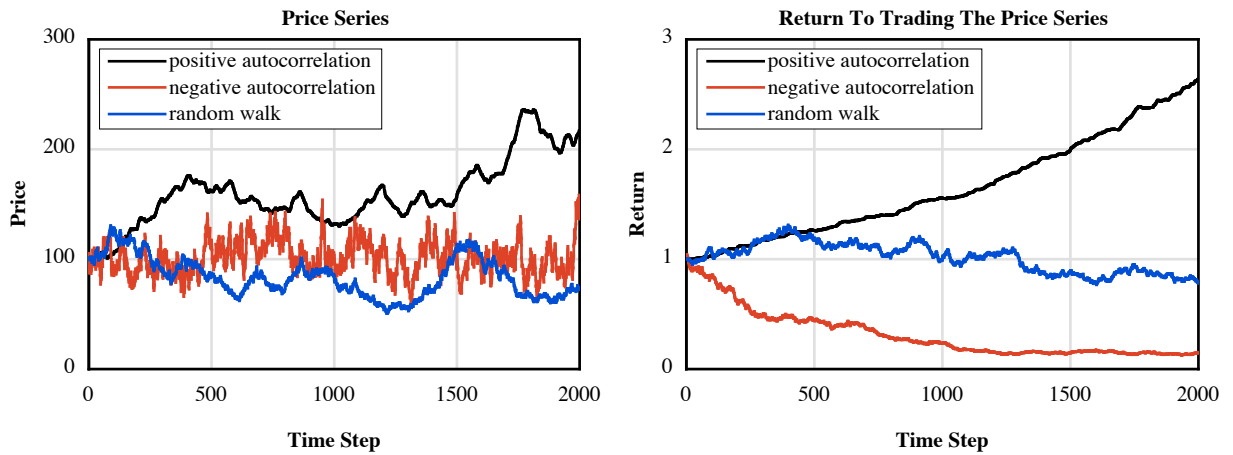 Price Series
300
200
100
0
Price
positive autocorrelation
negative autocorrelation
random walk
0 500 1000 1500 2000
Time Step
Return To Trading The Price Series
3
2
1
0
Return
positive autocorrelation
negative autocorrelation
random walk
0 500 1000 1500 2000
Time Step